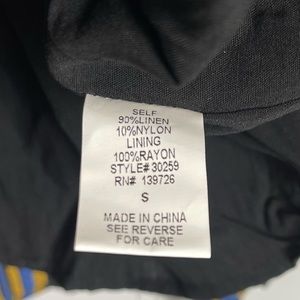 SELF
90%LINEN
10%NYLON
LINING
100%RAYON
STYLE#30259
RN# 139726
S
MADE IN CHINA
SEE REVERSE
FOR CARE